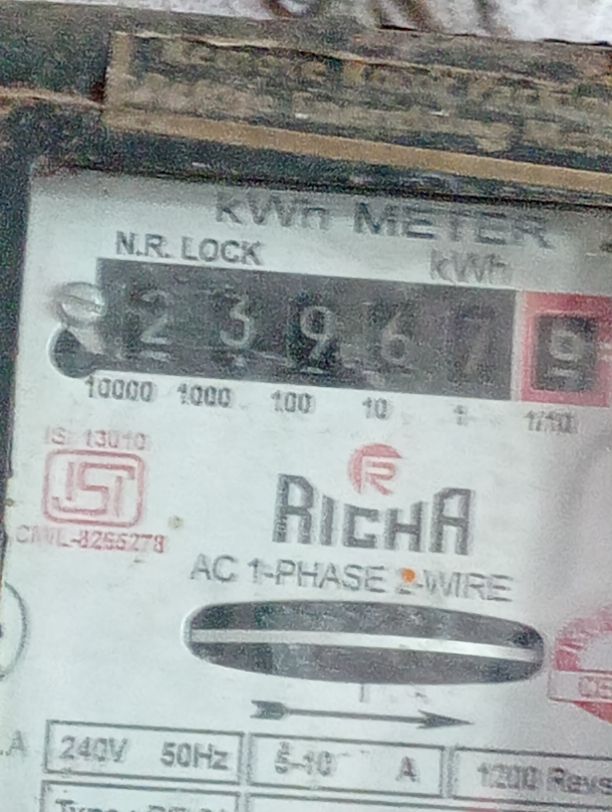 kWh METER
N.R. LOCK
kWh
2 3 9 6 7 9
10000 1000 100 10 1 1/10
IS: 13010
ISI
CM/L-8255278
R
RICHA
AC 1-PHASE 2-WIRE
240V 50Hz 5-10 A 1200 Revs